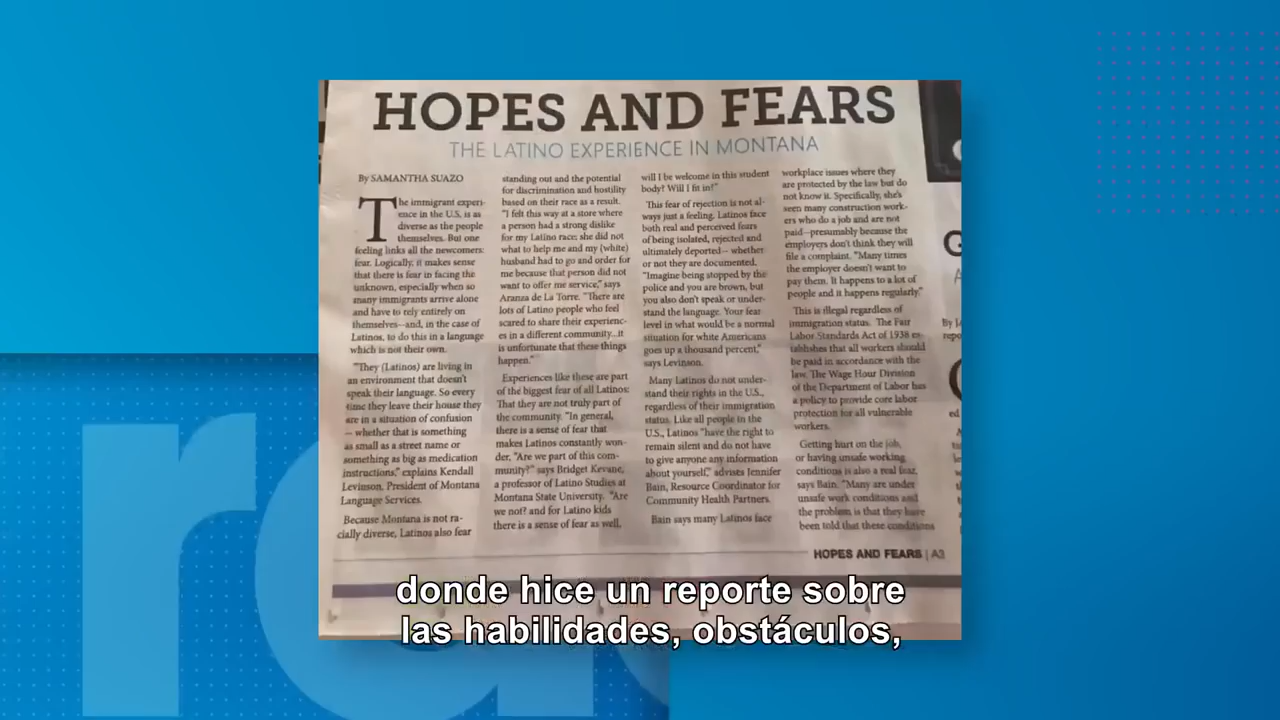 HOPES AND FEARS
THE LATINO EXPERIENCE IN MONTANA
By SAMANTHA SUAZO
The immigrant experi-
ence in the U.S. is as
diverse as the people
themselves. But one
feeling links all the newcomers:
fear. Logically, it makes sense
that there is fear in facing the
unknown, especially when so
many immigrants arrive alone
and have to rely entirely on
themselves—and, in the case of
Latinos, to do this in a language
which is not their own.
"They (Latinos) are living in
an environment that doesn't
speak their language. So every
time they leave their house they
are in a situation of confusion
— whether that is something
as small as a street name or
something as big as medication
instructions," explains Kendall
Levinson, President of Montana
Language Services.
Because Montana is not ra-
cially diverse, Latinos also fear
standing out and the potential
for discrimination and hostility
based on their race as a result.
"I felt this way at a store where
a person had a strong dislike
for my Latino race; she did not
what to help me and my (white)
husband had to go and order for
me because that person did not
want to offer me service," says
Aranza de La Torre. "There are
lots of Latino people who feel
scared to share their experienc-
es in a different community...it
is unfortunate that these things
happen."
Experiences like these are part
of the biggest fear of all Latinos:
That they are not truly part of
the community. "In general,
there is a sense of fear that
makes Latinos constantly won-
der, "Are we part of this com-
munity?" says Bridget Kevane,
a professor of Latino Studies at
Montana State University. "Are
we not? and for Latino kids
there is a sense of fear as well,
will I be welcome in this student
body? Will I fit in?"
This fear of rejection is not al-
ways just a feeling. Latinos face
both real and perceived fears
of being isolated, rejected and
ultimately deported— whether
or not they are documented.
"Imagine being stopped by the
police and you are brown, but
you also don't speak or under-
stand the language. Your fear
level in what would be a normal
situation for white Americans
goes up a thousand percent,"
says Levinson.
Many Latinos do not under-
stand their rights in the U.S.,
regardless of their immigration
status. Like all people in the
U.S., Latinos "have the right to
remain silent and do not have
to give anyone any information
about yourself," advises Jennifer
Bain, Resource Coordinator for
Community Health Partners.
Bain says many Latinos face
workplace issues where they
are protected by the law but do
not know it. Specifically, she's
seen many construction work-
ers who do a job and are not
paid—presumably because the
employers don't think they will
file a complaint. "Many times
the employer doesn't want to
pay them. It happens to a lot of
people and it happens regularly."
This is illegal regardless of
immigration status. The Fair
Labor Standards Act of 1938 es-
tablishes that all workers should
be paid in accordance with the
law. The Wage Hour Division
of the Department of Labor has
a policy to provide core labor
protection for all vulnerable
workers.
Getting hurt on the job,
or having unsafe working
conditions is also a real fear,
says Bain. "Many are under
unsafe work conditions and
the problem is that they have
been told that these conditions
HOPES AND FEARS | A3
donde hice un reporte sobre
las habilidades, obstáculos,